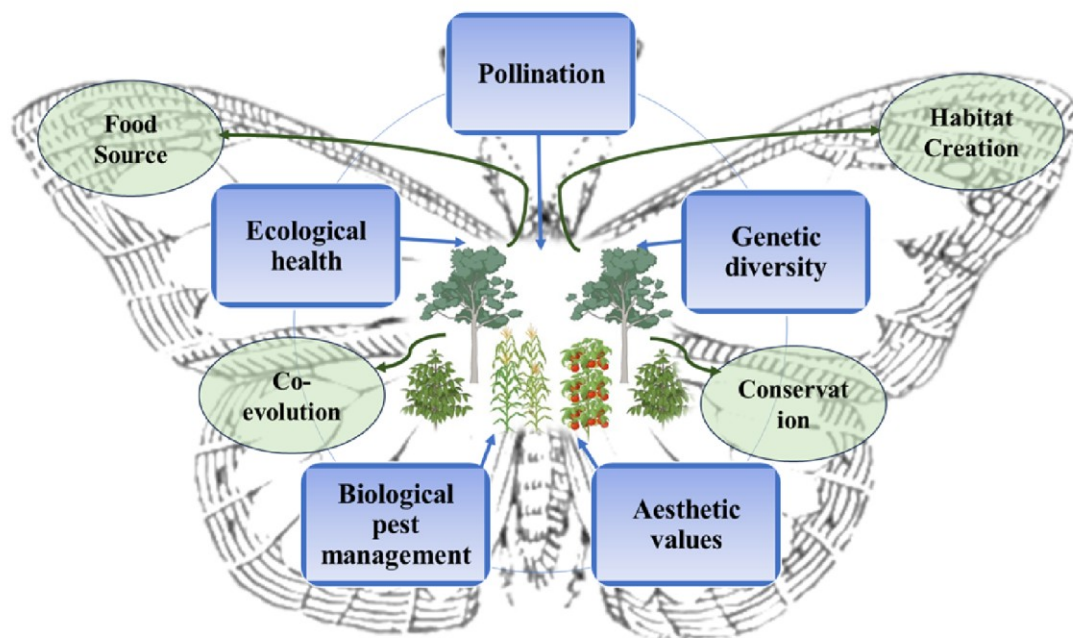 Pollination
Food
Source
Habitat
Creation
Ecological
health
Genetic
diversity
Co-
evolution
Conservat
ion
Biological
pest
management
Aesthetic
values